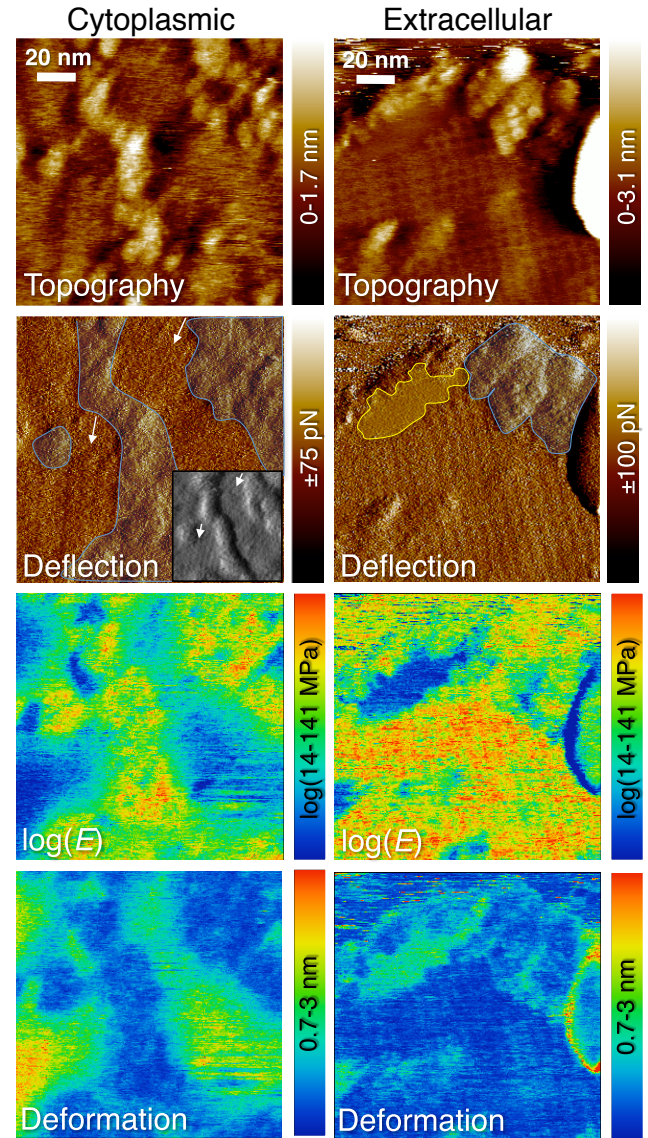 Cytoplasmic
Extracellular
20 nm
Topography
0-1.7 nm
20 nm
Topography
0-3.1 nm
Deflection
±75 pN
Deflection
±100 pN
log(E)
log(14-141 MPa)
log(E)
log(14-141 MPa)
Deformation
0.7-3 nm
Deformation
0.7-3 nm